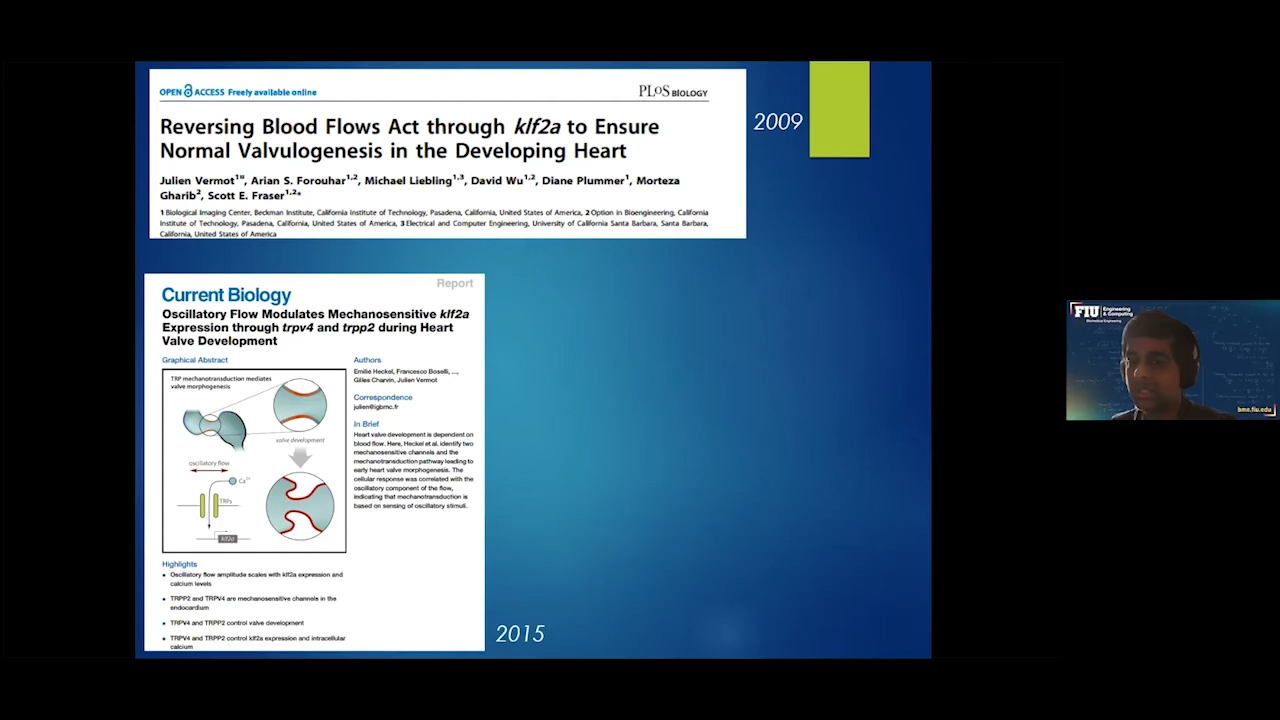 OPEN ACCESS Freely available online
PLoS BIOLOGY
Reversing Blood Flows Act through klf2a to Ensure
Normal Valvulogenesis in the Developing Heart
Julien Vermot1¤, Arian S. Forouhar1,2, Michael Liebling1,3, David Wu1,2, Diane Plummer1, Morteza
Gharib2, Scott E. Fraser1,2*
1 Biological Imaging Center, Beckman Institute, California Institute of Technology, Pasadena, California, United States of America, 2 Option in Bioengineering, California
Institute of Technology, Pasadena, California, United States of America, 3 Electrical and Computer Engineering, University of California Santa Barbara, Santa Barbara,
California, United States of America
2009
Report
Current Biology
Oscillatory Flow Modulates Mechanosensitive klf2a
Expression through trpv4 and trpp2 during Heart
Valve Development
Graphical Abstract
TRP mechanotransduction mediates
valve morphogenesis
valve development
oscillatory flow
Ca2+
TRPs
klf2a
Authors
Emilie Heckel, Francesco Boselli, ...,
Gilles Charvin, Julien Vermot
Correspondence
julien@igbmc.fr
In Brief
Heart valve development is dependent on
blood flow. Here, Heckel et al. identify two
mechanosensitive channels and the
mechanotransduction pathway leading to
early heart valve morphogenesis. The
cellular response was correlated with the
oscillatory component of the flow,
indicating that mechanotransduction is
based on sensing of oscillatory stimuli.
Highlights
• Oscillatory flow amplitude scales with klf2a expression and
calcium levels
• TRPP2 and TRPV4 are mechanosensitive channels in the
endocardium
• TRPV4 and TRPP2 control valve development
• TRPV4 and TRPP2 control klf2a expression and intracellular
calcium
2015
FIU Engineering
& Computing
Biomedical Engineering
bme.fiu.edu